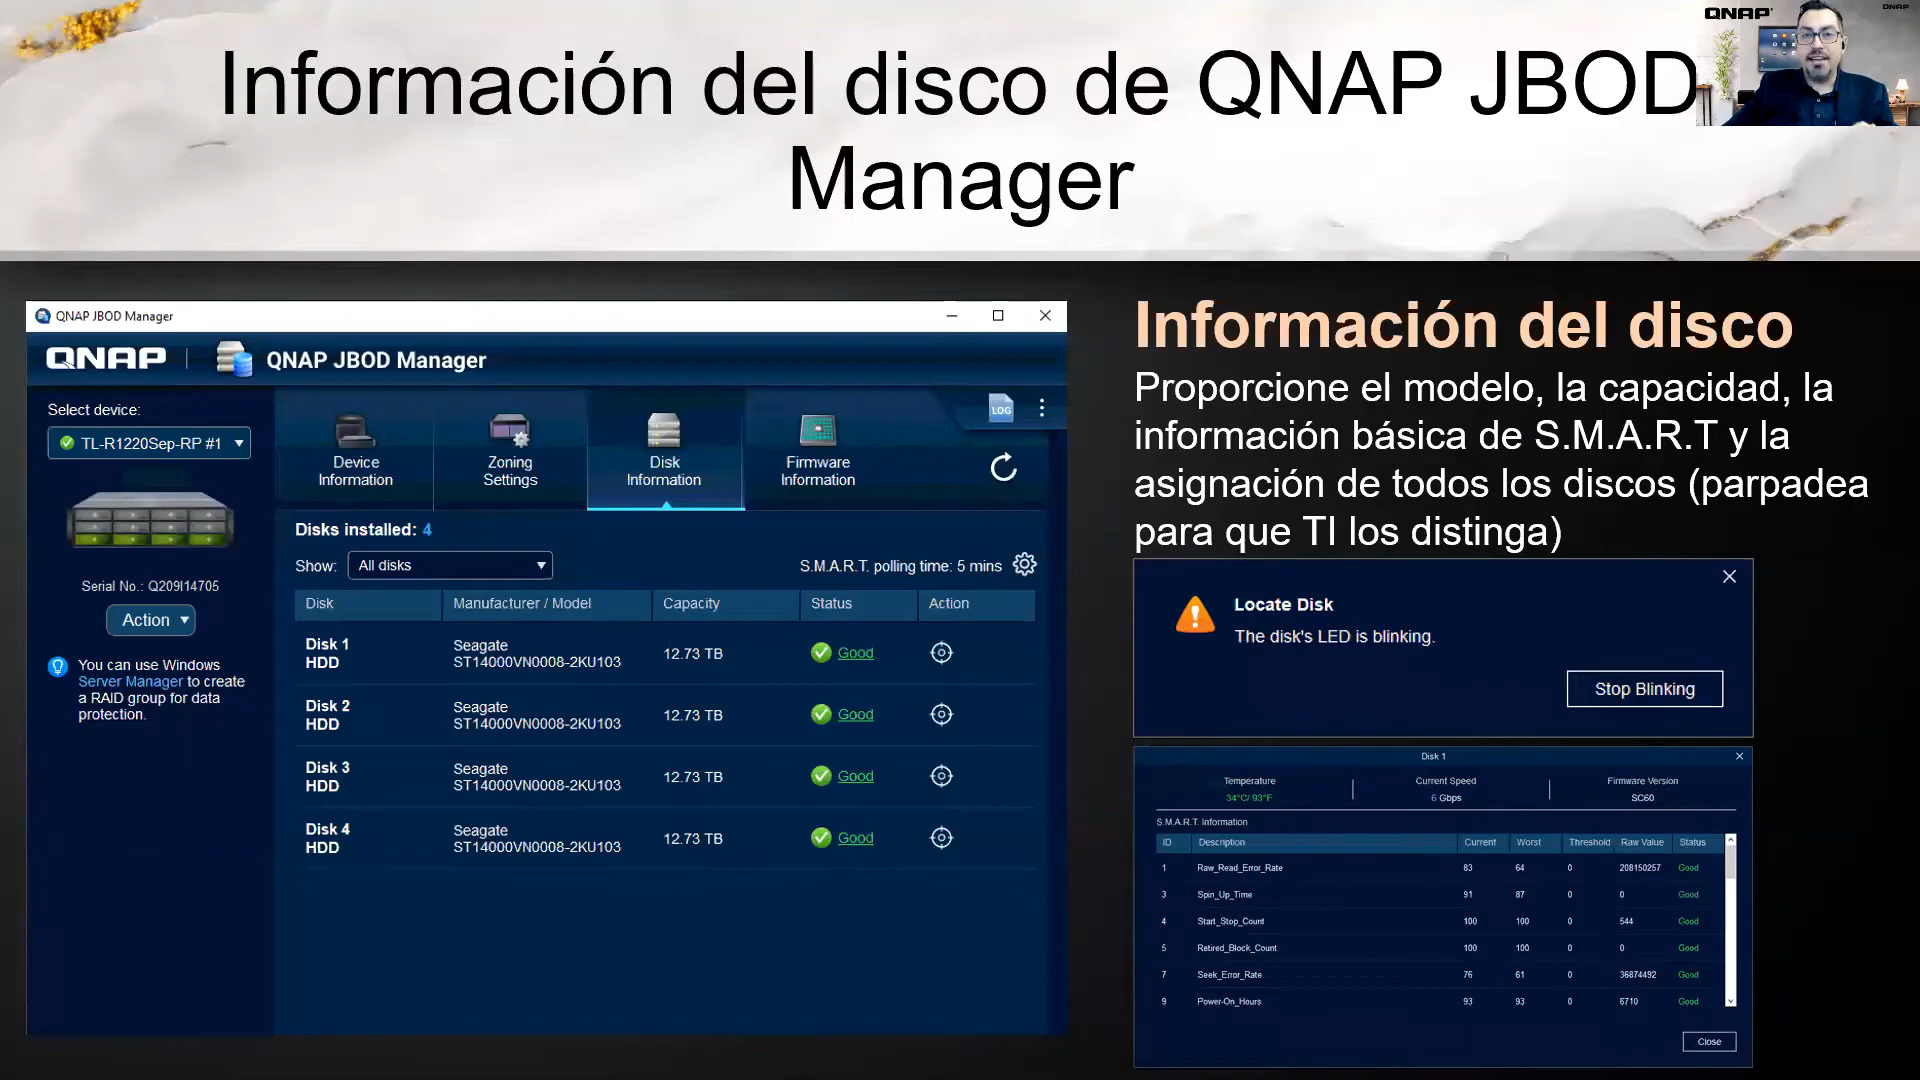 QNAP
QNAP
Información del disco de QNAP JBOD
Manager
QNAP JBOD Manager
QNAP
QNAP JBOD Manager
Select device:
TL-R1220Sep-RP #1
Serial No.: Q209I14705
Action
You can use Windows
Server Manager to create
a RAID group for data
protection.
Device
Information
Zoning
Settings
Disk
Information
Firmware
Information
LOG
Disks installed: 4
Show: All disks
S.M.A.R.T. polling time: 5 mins
Disk Manufacturer / Model Capacity Status Action
Disk 1
HDD
Seagate
ST14000VN0008-2KU103
12.73 TB
Good
Disk 2
HDD
Seagate
ST14000VN0008-2KU103
12.73 TB
Good
Disk 3
HDD
Seagate
ST14000VN0008-2KU103
12.73 TB
Good
Disk 4
HDD
Seagate
ST14000VN0008-2KU103
12.73 TB
Good
Información del disco
Proporcione el modelo, la capacidad, la
información básica de S.M.A.R.T y la
asignación de todos los discos (parpadea
para que TI los distinga)
Locate Disk
The disk's LED is blinking.
Stop Blinking
Disk 1
Temperature
34°C/ 93°F
Current Speed
6 Gbps
Firmware Version
SC60
S.M.A.R.T. Information
ID Description Current Worst Threshold Raw Value Status
1 Raw_Read_Error_Rate 83 64 0 208150257 Good
3 Spin_Up_Time 91 87 0 0 Good
4 Start_Stop_Count 100 100 0 544 Good
5 Retired_Block_Count 100 100 0 0 Good
7 Seek_Error_Rate 76 61 0 36874492 Good
9 Power-On_Hours 93 93 0 6710 Good
Close